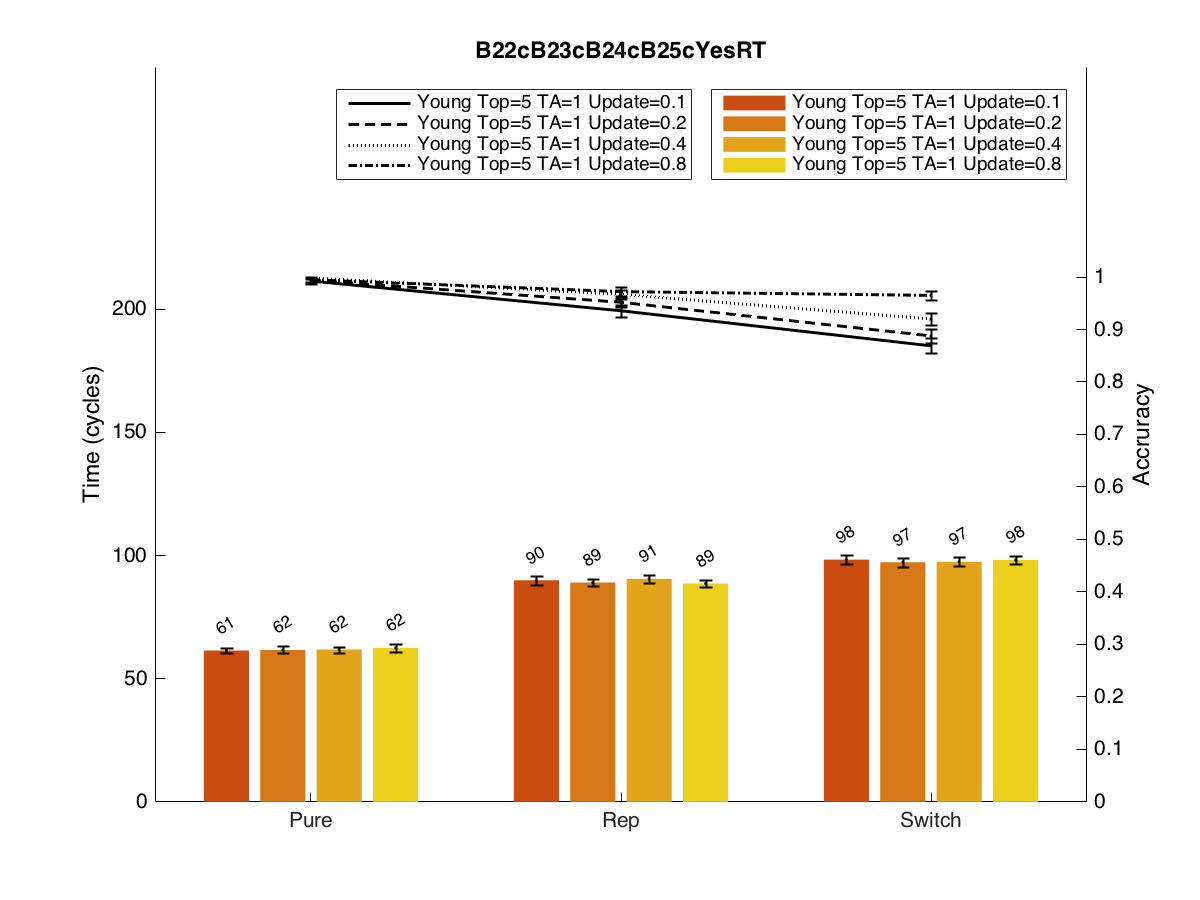 B22cB23cB24cB25cYesRT
Young Top=5 TA=1 Update=0.1
Young Top=5 TA=1 Update=0.2
Young Top=5 TA=1 Update=0.4
Young Top=5 TA=1 Update=0.8
Young Top=5 TA=1 Update=0.1
Young Top=5 TA=1 Update=0.2
Young Top=5 TA=1 Update=0.4
Young Top=5 TA=1 Update=0.8
Time (cycles)
200
150
100
50
0
61
62
62
62
90
89
91
89
98
97
97
98
Pure
Rep
Switch
1
0.9
0.8
0.7
0.6
0.5
0.4
0.3
0.2
0.1
0
Accruracy